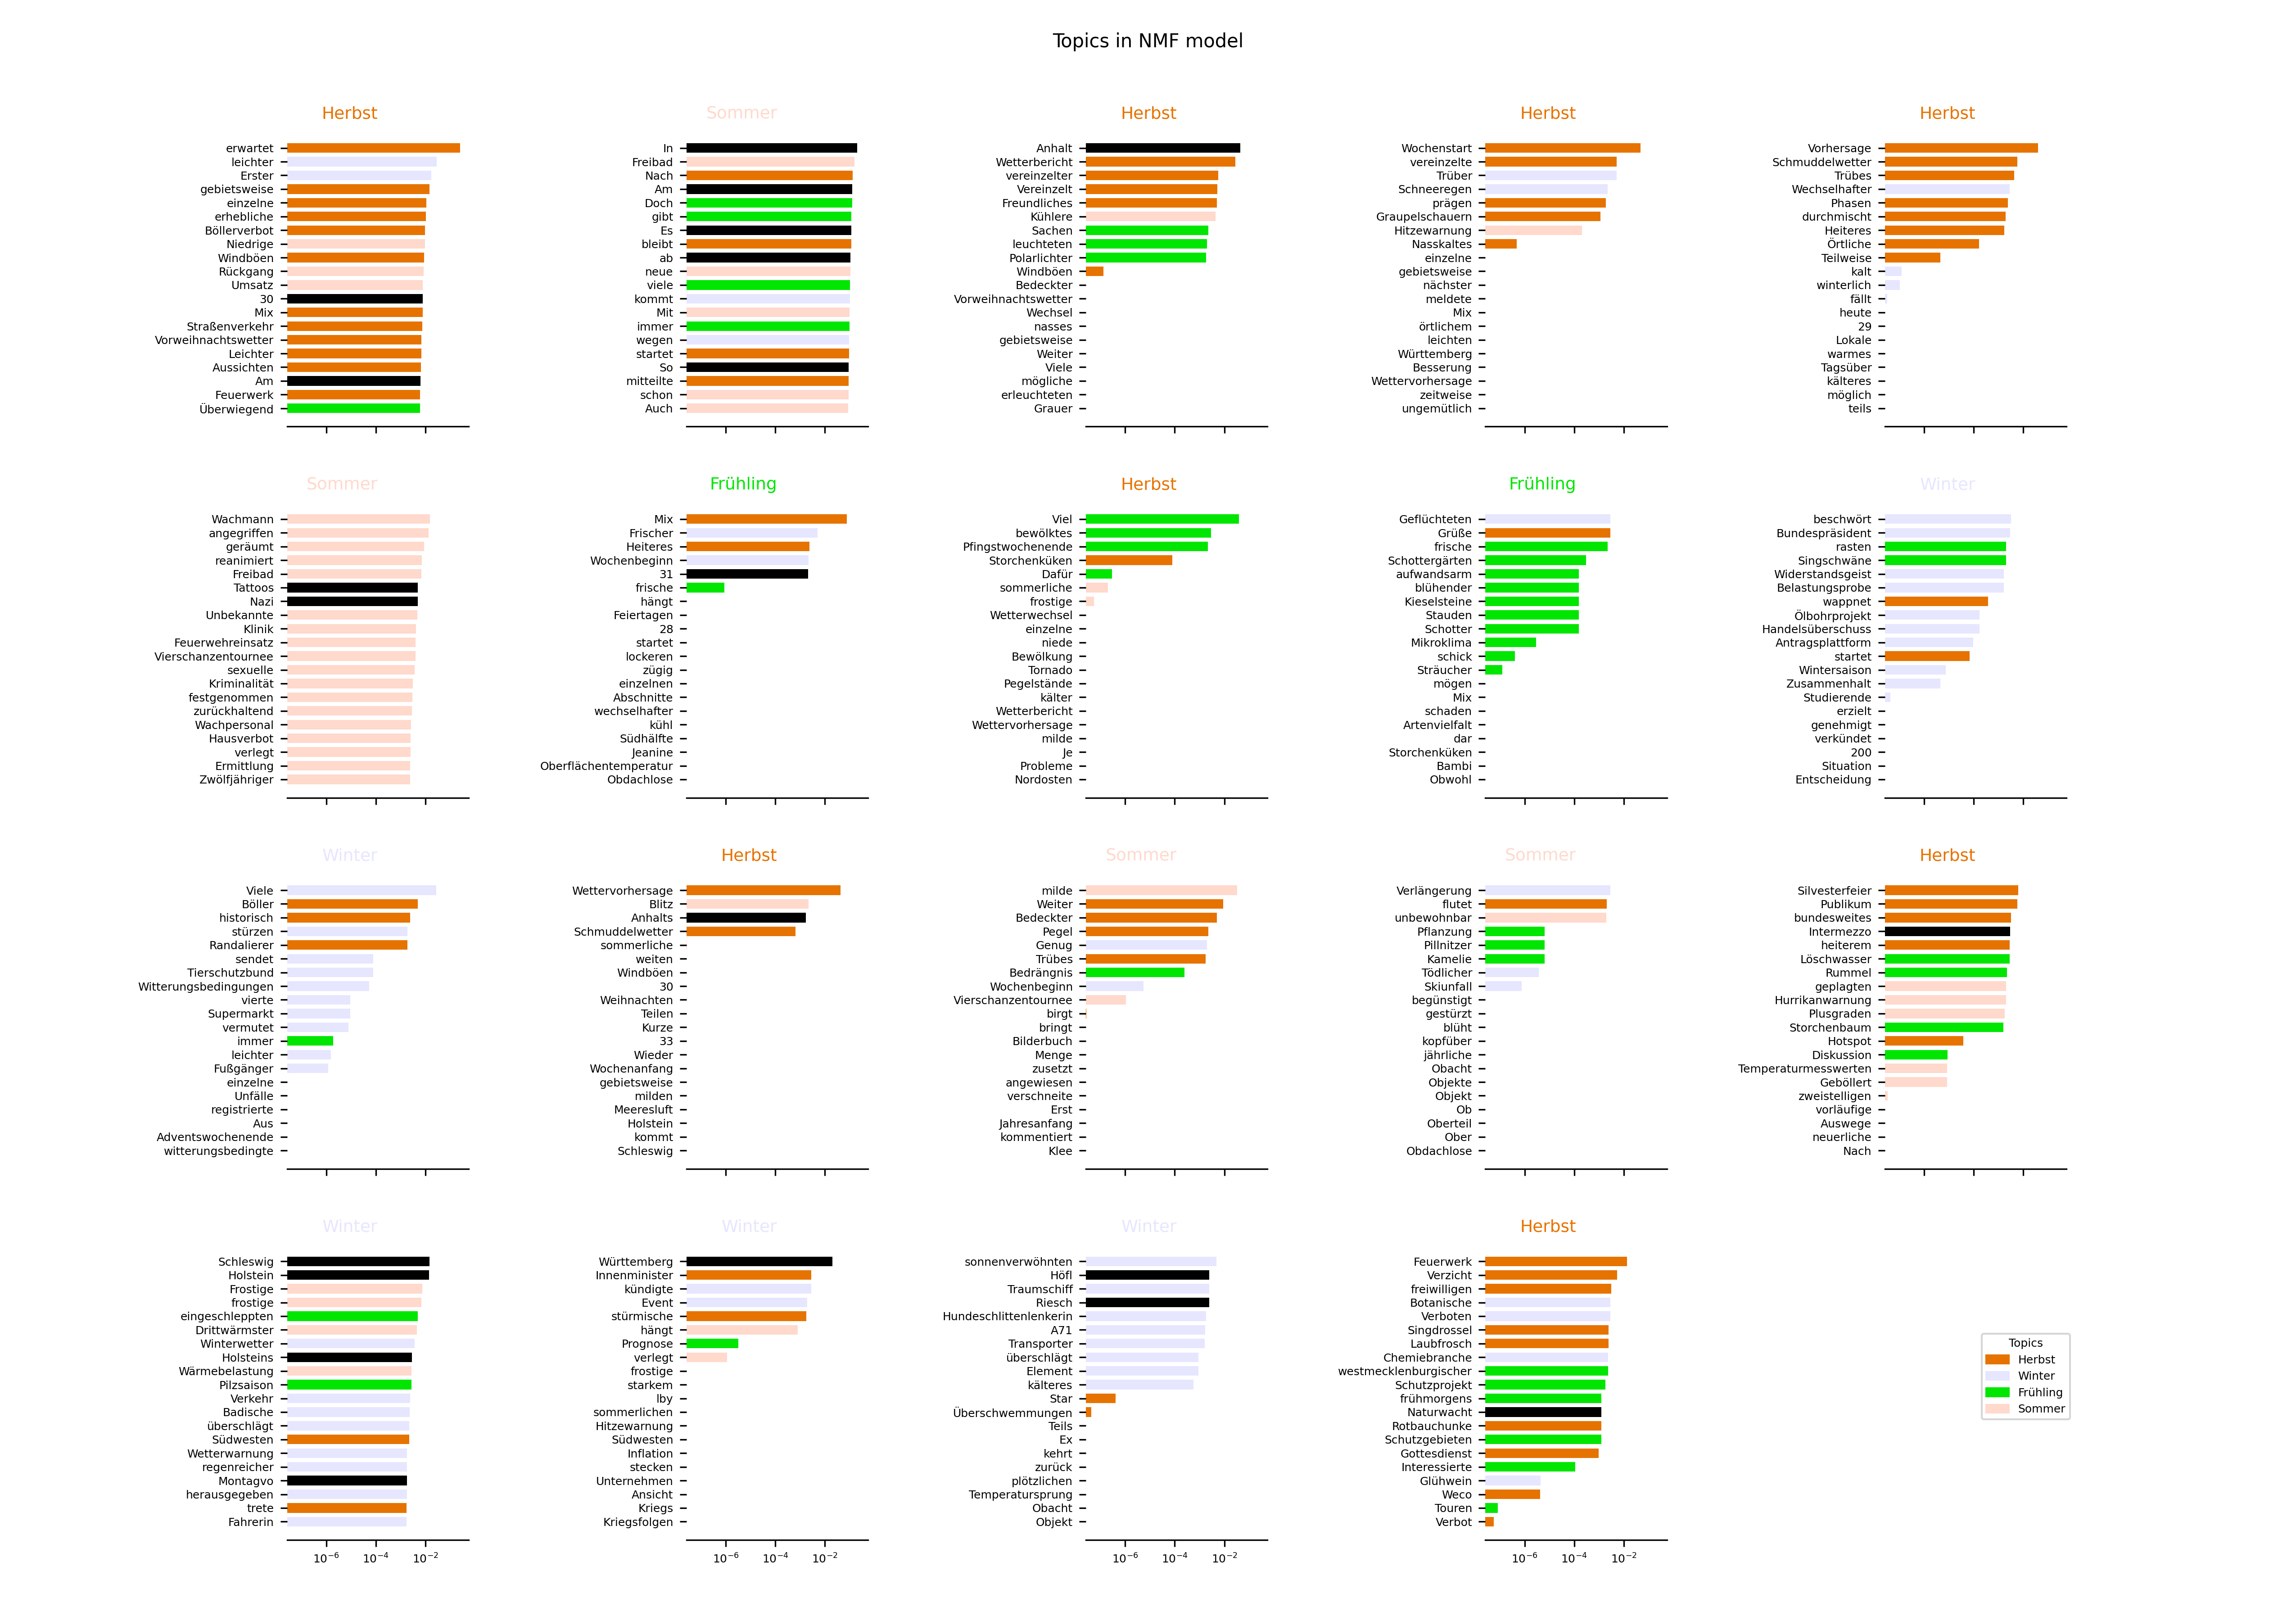 Topics in NMF model
Herbst
erwartet
leichter
Erster
gebietsweise
einzelne
erhebliche
Böllerverbot
Niedrige
Windböen
Rückgang
Umsatz
30
Mix
Straßenverkehr
Vorweihnachtswetter
Leichter
Aussichten
Am
Feuerwerk
Überwiegend
Sommer
In
Freibad
Nach
Am
Doch
gibt
Es
bleibt
ab
neue
viele
kommt
Mit
immer
wegen
startet
So
mitteilte
schon
Auch
Herbst
Anhalt
Wetterbericht
vereinzelter
Vereinzelt
Freundliches
Kühlere
Sachen
leuchteten
Polarlichter
Windböen
Bedeckter
Vorweihnachtswetter
Wechsel
nasses
gebietsweise
Weiter
Viele
mögliche
erleuchteten
Grauer
Herbst
Wochenstart
vereinzelte
Trüber
Schneeregen
prägen
Graupelschauern
Hitzewarnung
Nasskaltes
einzelne
gebietsweise
nächster
meldete
Mix
örtlichem
leichten
Württemberg
Besserung
Wettervorhersage
zeitweise
ungemütlich
Herbst
Vorhersage
Schmuddelwetter
Trübes
Wechselhafter
Phasen
durchmischt
Heiteres
Örtliche
Teilweise
kalt
winterlich
fällt
heute
29
Lokale
warmes
Tagsüber
kälteres
möglich
teils
Sommer
Wachmann
angegriffen
geräumt
reanimiert
Freibad
Tattoos
Nazi
Unbekannte
Klinik
Feuerwehreinsatz
Vierschanzentournee
sexuelle
Kriminalität
festgenommen
zurückhaltend
Wachpersonal
Hausverbot
verlegt
Ermittlung
Zwölfjähriger
Frühling
Mix
Frischer
Heiteres
Wochenbeginn
31
frische
hängt
Feiertagen
28
startet
lockeren
zügig
einzelnen
Abschnitte
wechselhafter
kühl
Südhälfte
Jeanine
Oberflächentemperatur
Obdachlose
Herbst
Viel
bewölktes
Pfingstwochenende
Storchenküken
Dafür
sommerliche
frostige
Wetterwechsel
einzelne
niede
Bewölkung
Tornado
Pegelstände
kälter
Wetterbericht
Wettervorhersage
milde
Je
Probleme
Nordosten
Frühling
Geflüchteten
Grüße
frische
Schottergärten
aufwandsarm
blühender
Kieselsteine
Stauden
Schotter
Mikroklima
schick
Sträucher
mögen
Mix
schaden
Artenvielfalt
dar
Storchenküken
Bambi
Obwohl
Winter
beschwört
Bundespräsident
rasten
Singschwäne
Widerstandsgeist
Belastungsprobe
wappnet
Ölbohrprojekt
Handelsüberschuss
Antragsplattform
startet
Wintersaison
Zusammenhalt
Studierende
erzielt
genehmigt
verkündet
200
Situation
Entscheidung
Winter
Viele
Böller
historisch
stürzen
Randalierer
sendet
Tierschutzbund
Witterungsbedingungen
vierte
Supermarkt
vermutet
immer
leichter
Fußgänger
einzelne
Unfälle
registrierte
Aus
Adventswochenende
witterungsbedingte
Herbst
Wettervorhersage
Blitz
Anhalts
Schmuddelwetter
sommerliche
weiten
Windböen
30
Weihnachten
Teilen
Kurze
33
Wieder
Wochenanfang
gebietsweise
milden
Meeresluft
Holstein
kommt
Schleswig
Sommer
milde
Weiter
Bedeckter
Pegel
Genug
Trübes
Bedrängnis
Wochenbeginn
Vierschanzentournee
birgt
bringt
Bilderbuch
Menge
zusetzt
angewiesen
verschneite
Erst
Jahresanfang
kommentiert
Klee
Sommer
Verlängerung
flutet
unbewohnbar
Pflanzung
Pillnitzer
Kamelie
Tödlicher
Skiunfall
begünstigt
gestürzt
blüht
kopfüber
jährliche
Obacht
Objekte
Objekt
Ob
Oberteil
Ober
Obdachlose
Herbst
Silvesterfeier
Publikum
bundesweites
Intermezzo
heiterem
Löschwasser
Rummel
geplagten
Hurrikanwarnung
Plusgraden
Storchenbaum
Hotspot
Diskussion
Temperaturmesswerten
Geböllert
zweistelligen
vorläufige
Auswege
neuerliche
Nach
Winter
Schleswig
Holstein
Frostige
frostige
eingeschleppten
Drittwärmster
Winterwetter
Holsteins
Wärmebelastung
Pilzsaison
Verkehr
Badische
überschlägt
Südwesten
Wetterwarnung
regenreicher
Montagvo
herausgegeben
trete
Fahrerin
10⁻⁶ 10⁻⁴ 10⁻²
Winter
Württemberg
Innenminister
kündigte
Event
stürmische
hängt
Prognose
verlegt
frostige
starkem
Iby
sommerlichen
Hitzewarnung
Südwesten
Inflation
stecken
Unternehmen
Ansicht
Kriegs
Kriegsfolgen
10⁻⁶ 10⁻⁴ 10⁻²
Winter
sonnenverwöhnten
Höfl
Traumschiff
Riesch
Hundeschlittenlenkerin
A71
Transporter
überschlägt
Element
kälteres
Star
Überschwemmungen
Teils
Ex
kehrt
zurück
plötzlichen
Temperatursprung
Obacht
Objekt
10⁻⁶ 10⁻⁴ 10⁻²
Herbst
Feuerwerk
Verzicht
freiwilligen
Botanische
Verboten
Singdrossel
Laubfrosch
Chemiebranche
westmecklenburgischer
Schutzprojekt
frühmorgens
Naturwacht
Rotbauchunke
Schutzgebieten
Gottesdienst
Interessierte
Glühwein
Weco
Touren
Verbot
10⁻⁶ 10⁻⁴ 10⁻²
Topics
Herbst
Winter
Frühling
Sommer